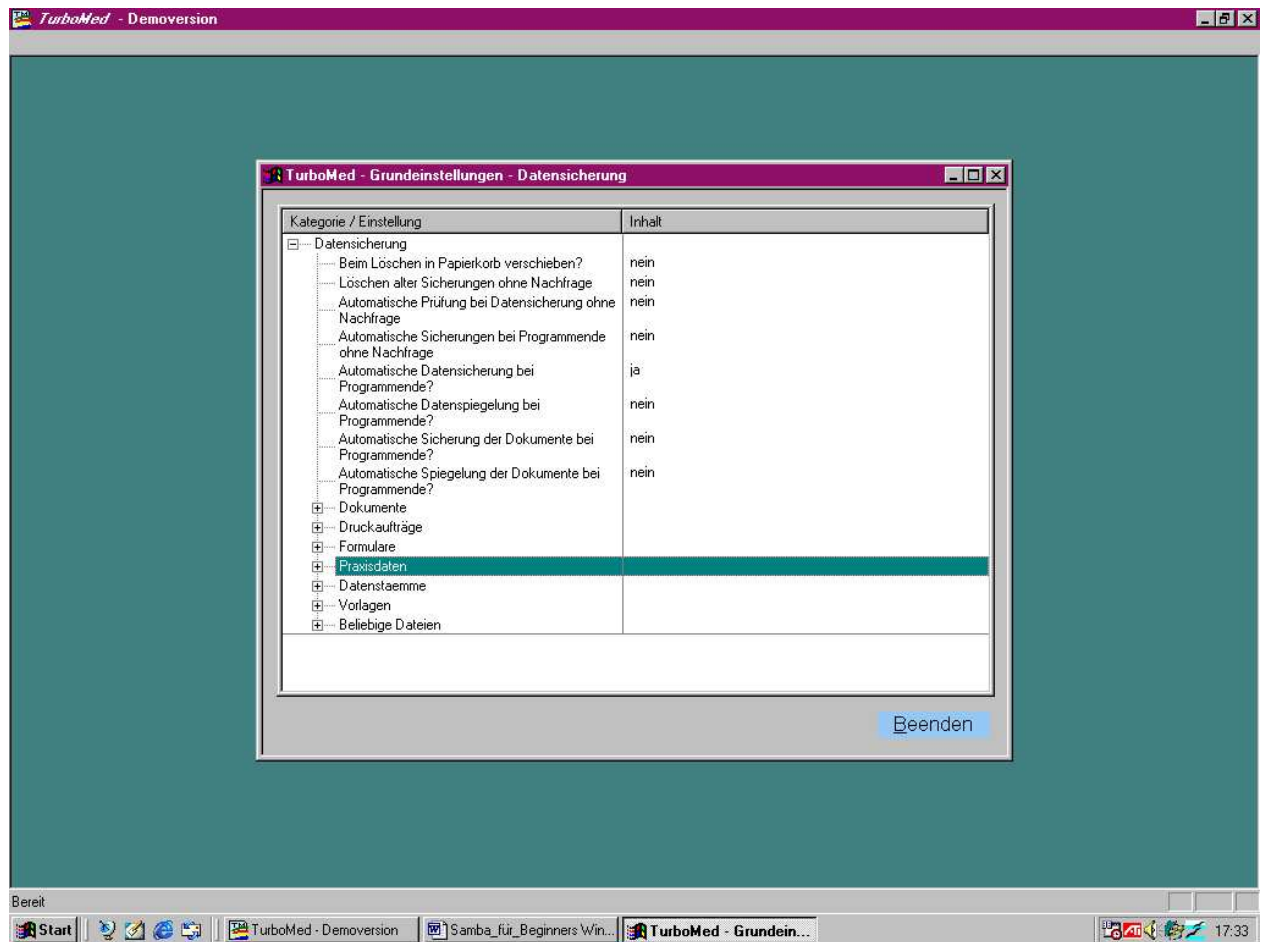 TurboMed - Demoversion
TurboMed - Grundeinstellungen - Datensicherung
Kategorie / Einstellung Inhalt
Datensicherung
Beim Löschen in Papierkorb verschieben? nein
Löschen alter Sicherungen ohne Nachfrage nein
Automatische Prüfung bei Datensicherung ohne nein
Nachfrage
Automatische Sicherungen bei Programmende nein
ohne Nachfrage
Automatische Datensicherung bei ja
Programmende?
Automatische Datenspiegelung bei nein
Programmende?
Automatische Sicherung der Dokumente bei nein
Programmende?
Automatische Spiegelung der Dokumente bei nein
Programmende?
Dokumente
Druckaufträge
Formulare
Praxisdaten
Datenstaemme
Vorlagen
Beliebige Dateien
Beenden
Bereit
Start TurboMed - Demoversion Samba_für_Beginners Win... TurboMed - Grundein... ATI 17:33